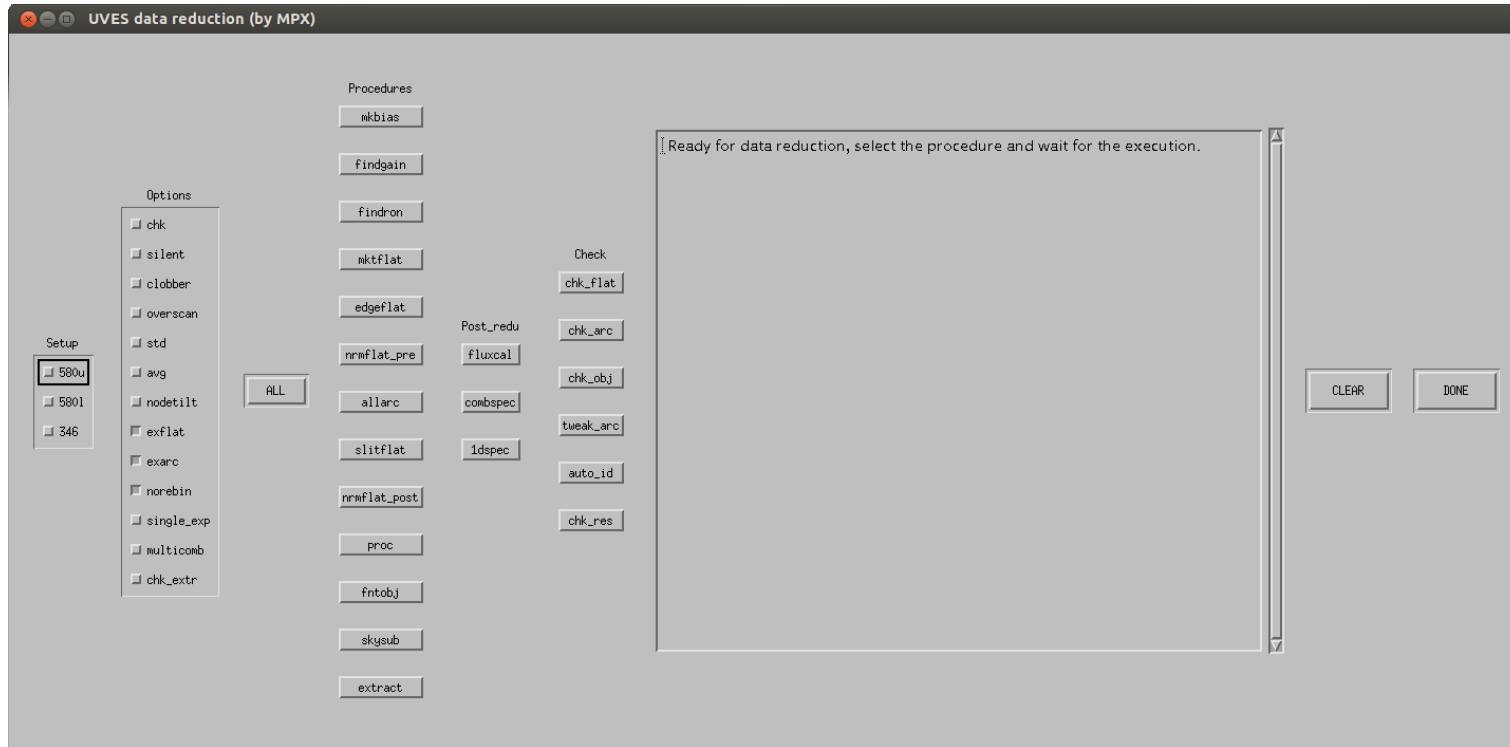 UVES data reduction (by MPX)
Setup
580u
580l
346
Options
chk
silent
clobber
overscan
std
avg
nodetilt
exflat
exarc
norebin
single_exp
multicomb
chk_extr
ALL
Procedures
mkbias
findgain
findron
mktflat
edgeflat
nrmflat_pre
allarc
slitflat
nrmflat_post
proc
fntobj
skysub
extract
Post_redu
fluxcal
combspec
1dspec
Check
chk_flat
chk_arc
chk_obj
tweak_arc
auto_id
chk_res
Ready for data reduction, select the procedure and wait for the execution.
CLEAR
DONE